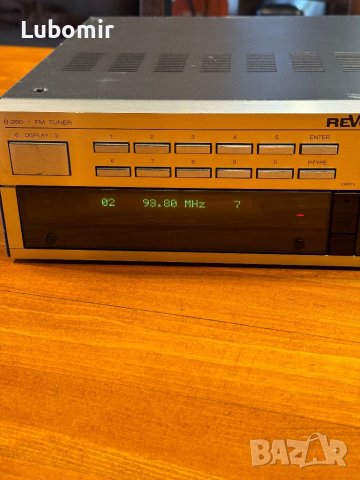 Lubomir
B-260 · FM TUNER
REV
◁ DISPLAY ▷
1 2 3 4 5 ENTER
6 7 8 9 0 P.TYPE
OPEN
02 93.80 MHz 7
BAZAR